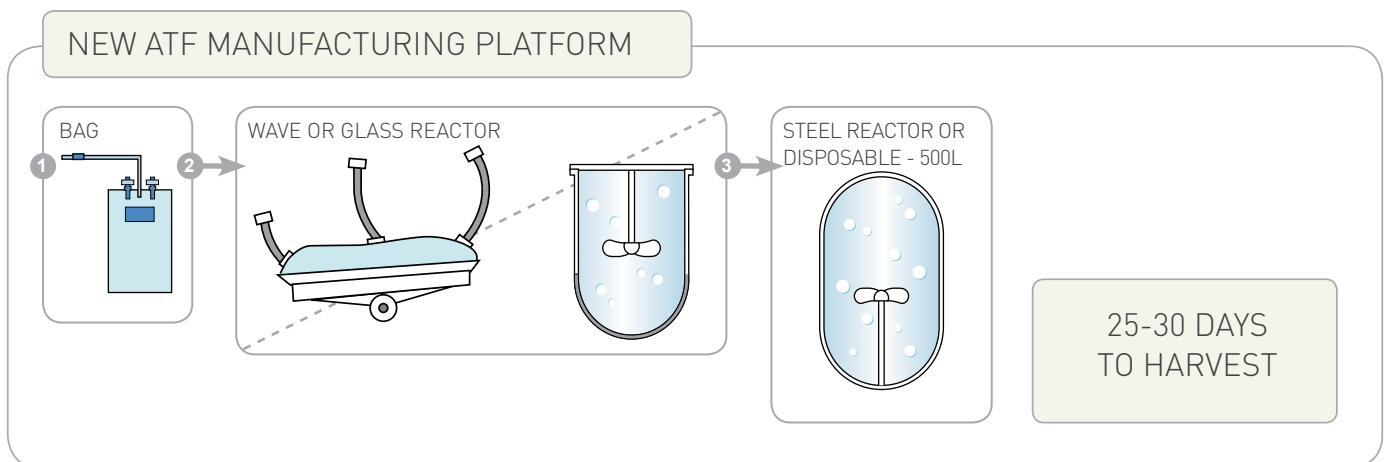 NEW ATF MANUFACTURING PLATFORM
1
BAG
2
WAVE OR GLASS REACTOR
3
STEEL REACTOR OR
DISPOSABLE - 500L
25-30 DAYS
TO HARVEST